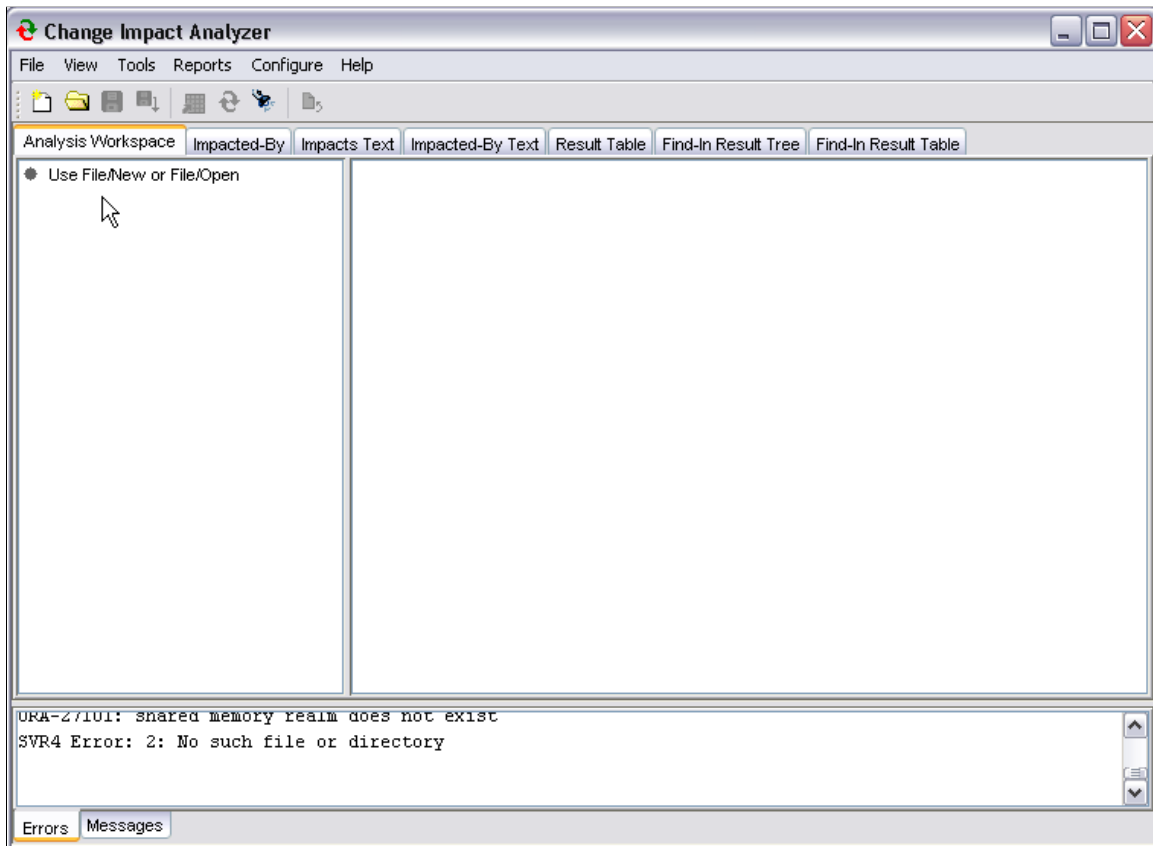 Change Impact Analyzer
File View Tools Reports Configure Help
Analysis Workspace Impacted-By Impacts Text Impacted-By Text Result Table Find-In Result Tree Find-In Result Table
Use File/New or File/Open
ORA-27101: shared memory realm does not exist
SVR4 Error: 2: No such file or directory
Errors Messages